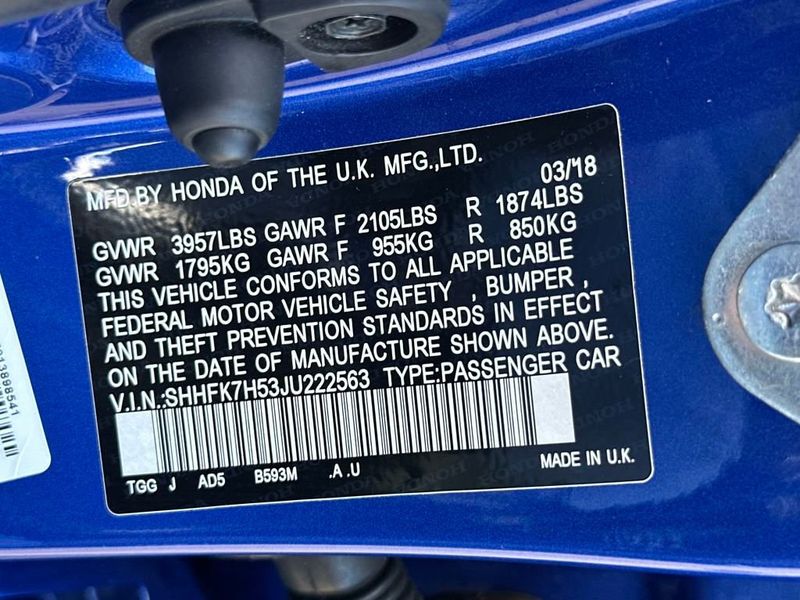 MFD.BY HONDA OF THE U.K. MFG.,LTD. 03/18
GVWR 3957LBS GAWR F 2105LBS R 1874LBS
GVWR 1795KG GAWR F 955KG R 850KG
THIS VEHICLE CONFORMS TO ALL APPLICABLE
FEDERAL MOTOR VEHICLE SAFETY , BUMPER ,
AND THEFT PREVENTION STANDARDS IN EFFECT
ON THE DATE OF MANUFACTURE SHOWN ABOVE.
V.I.N.:SHHFK7H53JU222563 TYPE:PASSENGER CAR
TGG J AD5 B593M .A .U MADE IN U.K.